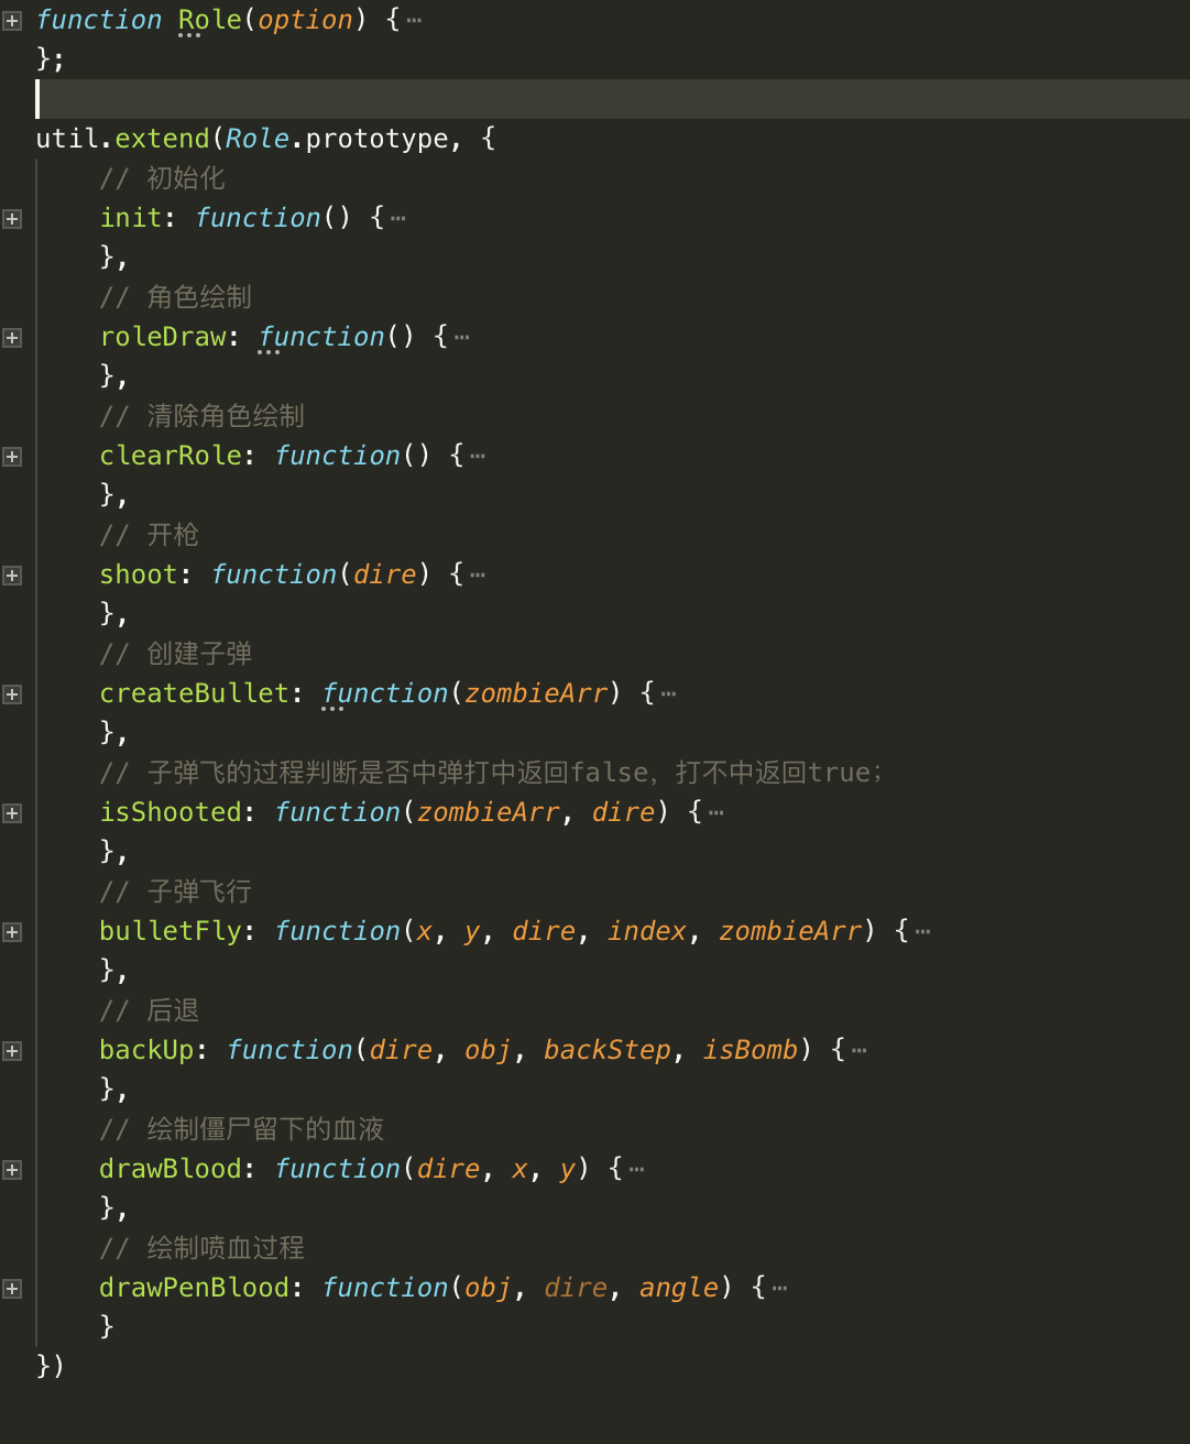 function Role(option) {⋯
};
util.extend(Role.prototype, {
// 初始化
init: function() {⋯
},
// 角色绘制
roleDraw: function() {⋯
},
// 清除角色绘制
clearRole: function() {⋯
},
// 开枪
shoot: function(dire) {⋯
},
// 创建子弹
createBullet: function(zombieArr) {⋯
},
// 子弹飞的过程判断是否中弹打中返回false，打不中返回true；
isShooted: function(zombieArr, dire) {⋯
},
// 子弹飞行
bulletFly: function(x, y, dire, index, zombieArr) {⋯
},
// 后退
backUp: function(dire, obj, backStep, isBomb) {⋯
},
// 绘制僵尸留下的血液
drawBlood: function(dire, x, y) {⋯
},
// 绘制喷血过程
drawPenBlood: function(obj, dire, angle) {⋯
}
})